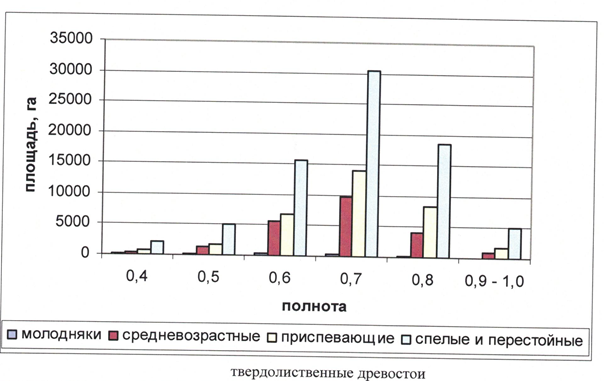 35000
30000
25000
20000
15000
10000
5000
0
площадь, га
0,4 0,5 0,6 0,7 0,8 0,9 - 1,0
полнота
молодняки средневозрастные приспевающие спелые и перестойные
твердолиственные древостои